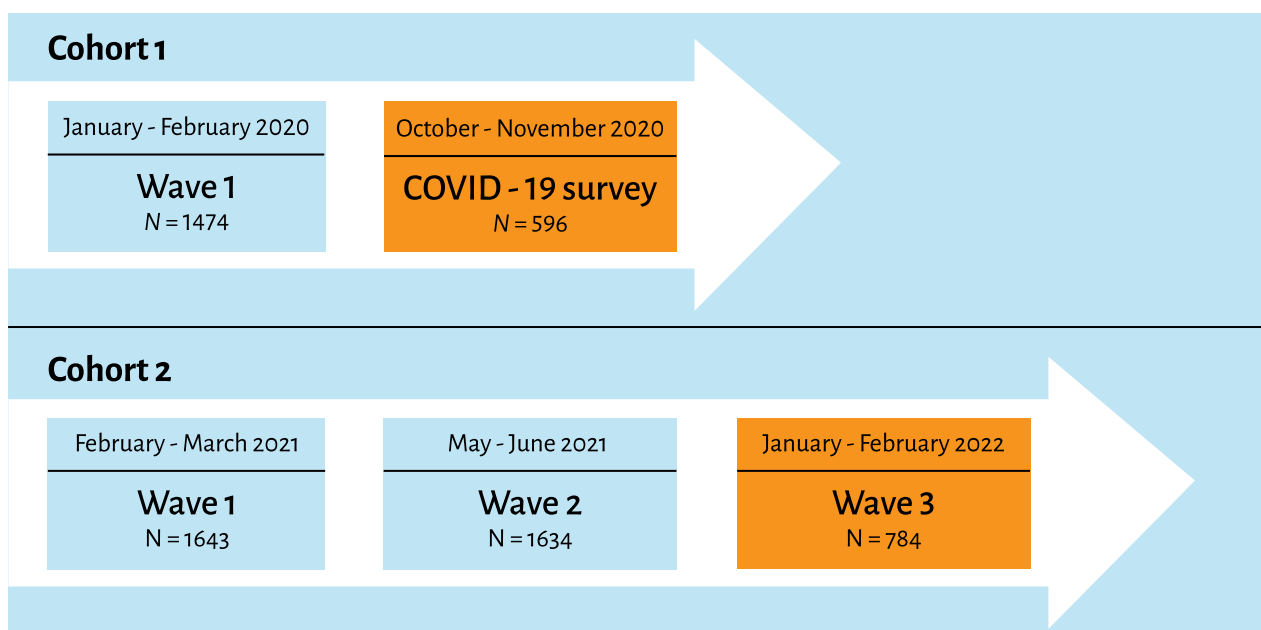 Cohort 1
January - February 2020
Wave 1
N = 1474
October - November 2020
COVID - 19 survey
N = 596
Cohort 2
February - March 2021
Wave 1
N = 1643
May - June 2021
Wave 2
N = 1634
January - February 2022
Wave 3
N = 784